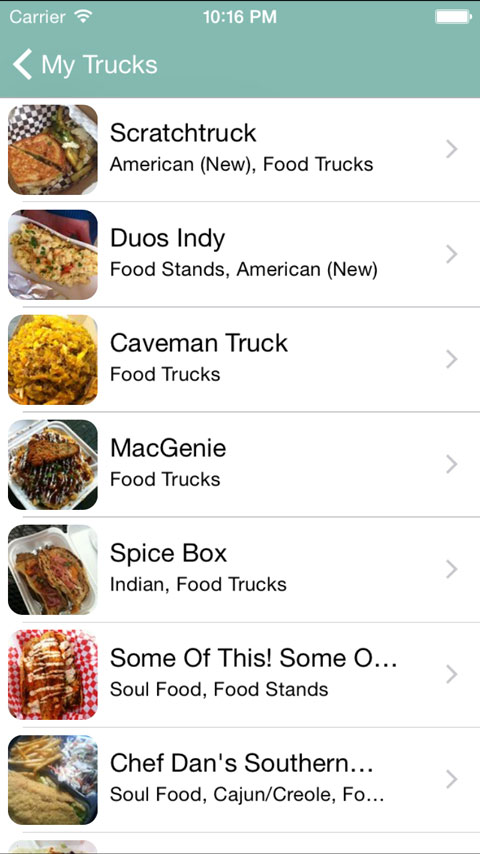 Carrier 10:16 PM
My Trucks
Scratchtruck
American (New), Food Trucks
Duos Indy
Food Stands, American (New)
Caveman Truck
Food Trucks
MacGenie
Food Trucks
Spice Box
Indian, Food Trucks
Some Of This! Some O...
Soul Food, Food Stands
Chef Dan's Southern...
Soul Food, Cajun/Creole, Fo...